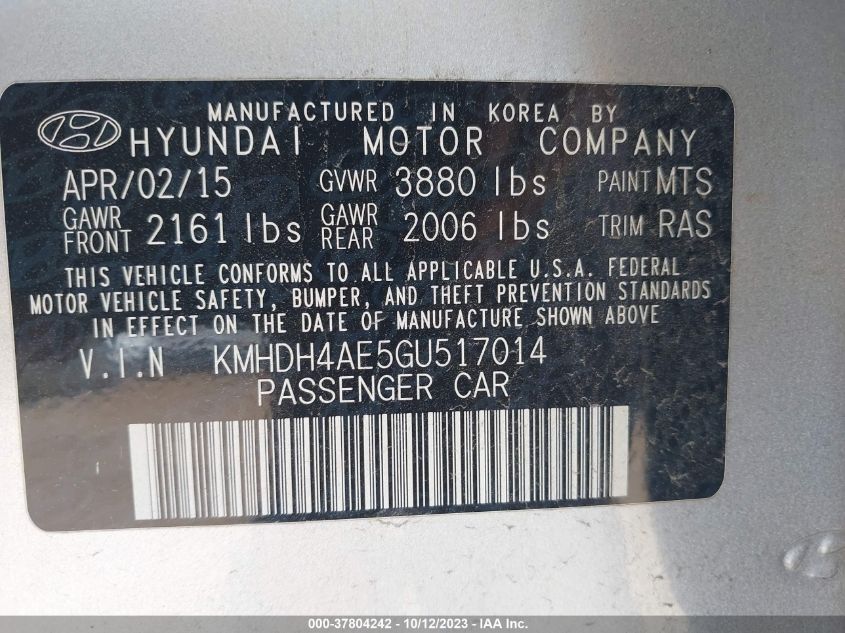 MANUFACTURED IN KOREA BY
HYUNDAI MOTOR COMPANY
APR/02/15 GVWR 3880 lbs PAINT MTS
GAWR FRONT 2161 lbs GAWR REAR 2006 lbs TRIM RAS
THIS VEHICLE CONFORMS TO ALL APPLICABLE U.S.A. FEDERAL
MOTOR VEHICLE SAFETY, BUMPER, AND THEFT PREVENTION STANDARDS
IN EFFECT ON THE DATE OF MANUFACTURE SHOWN ABOVE
V.I.N KMHDH4AE5GU517014
PASSENGER CAR
000-37804242 - 10/12/2023 - IAA Inc.